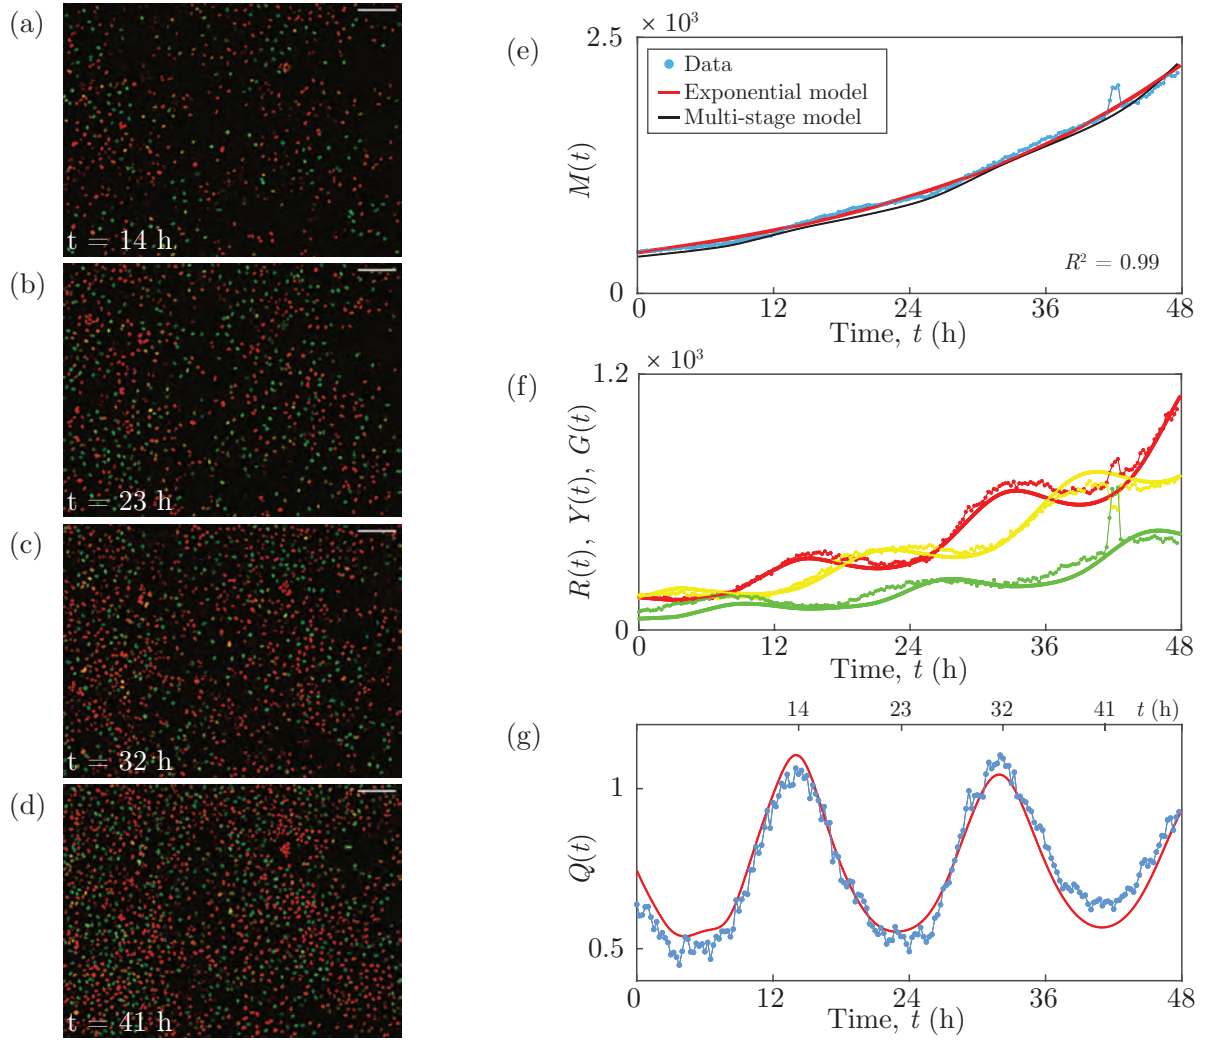 (a)
t = 14 h
(b)
t = 23 h
(c)
t = 32 h
(d)
t = 41 h
(e)
× 10³
2.5
0
M(t)
Data
Exponential model
Multi-stage model
R² = 0.99
0 12 24 36 48
Time, t (h)
(f)
× 10³
1.2
0
R(t), Y(t), G(t)
0 12 24 36 48
Time, t (h)
(g)
14 23 32 41 t (h)
1
0.5
Q(t)
0 12 24 36 48
Time, t (h)